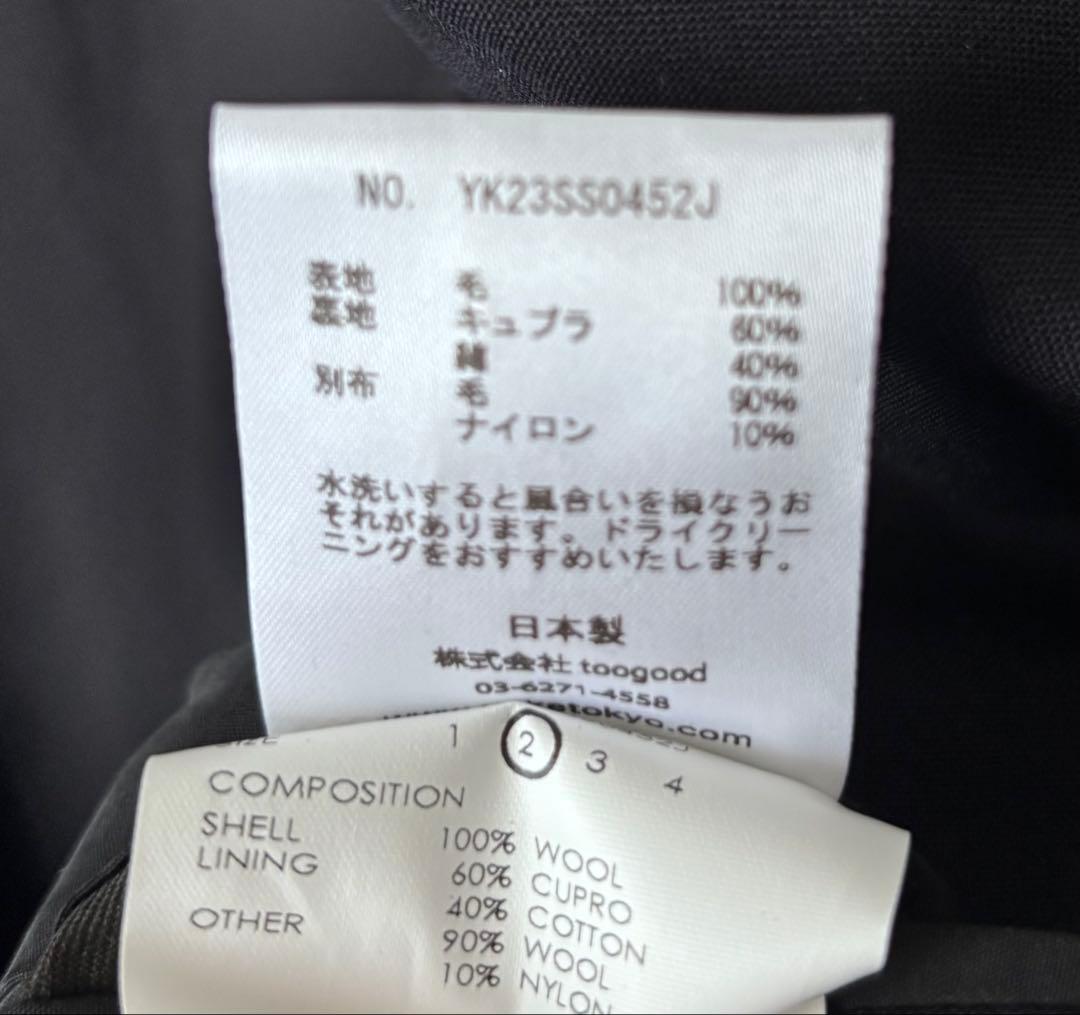 NO. YK23SS0452J
表地 毛 100%
裏地 キュプラ 60%
綿 40%
別布 毛 90%
ナイロン 10%
水洗いすると風合いを損なうお
それがあります。ドライクリー
ニングをおすすめいたします。
日本製
株式会社 toogood
03-6271-4558
SIZE 1 2 3 4
COMPOSITION
SHELL 100% WOOL
LINING 60% CUPRO
40% COTTON
OTHER 90% WOOL
10% NYLON